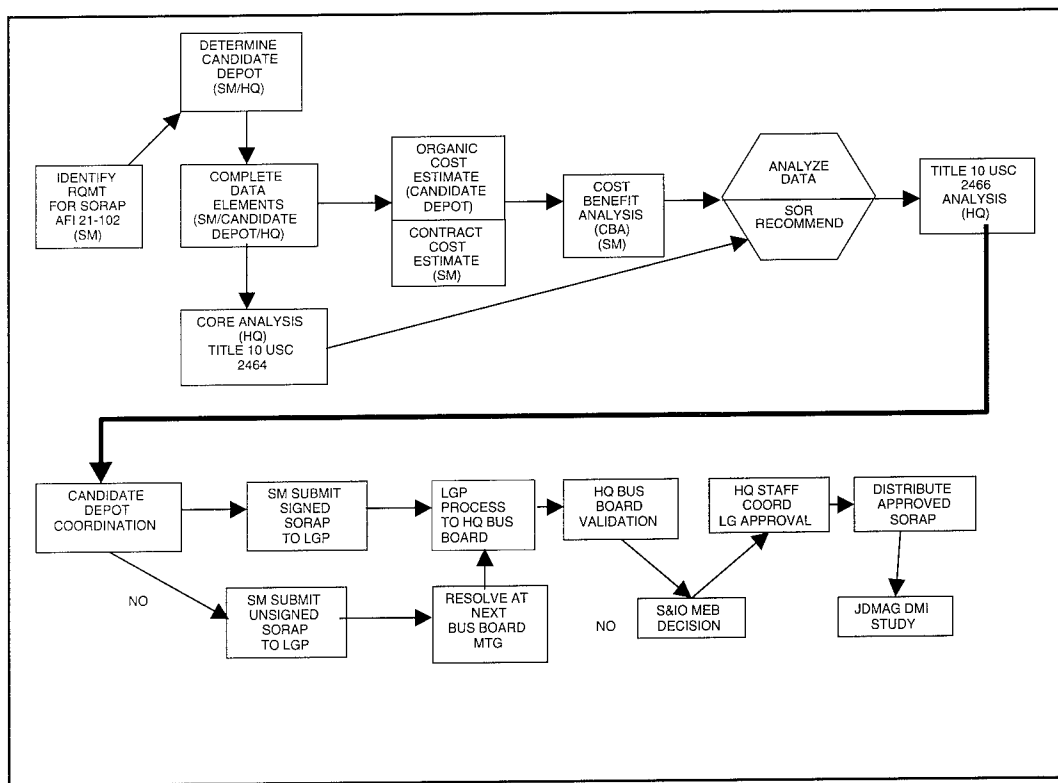 DETERMINE
CANDIDATE
DEPOT
(SM/HQ)
IDENTIFY
RQMT
FOR SORAP
AFI 21-102
(SM)
COMPLETE
DATA
ELEMENTS
(SM/CANDIDATE
DEPOT/HQ)
ORGANIC
COST
ESTIMATE
(CANDIDATE
DEPOT)
CONTRACT
COST
ESTIMATE
(SM)
COST
BENEFIT
ANALYSIS
(CBA)
(SM)
ANALYZE
DATA
SOR
RECOMMEND
TITLE 10 USC
2466
ANALYSIS
(HQ)
CORE ANALYSIS
(HQ)
TITLE 10 USC
2464
CANDIDATE
DEPOT
COORDINATION
SM SUBMIT
SIGNED
SORAP
TO LGP
LGP
PROCESS
TO HQ BUS
BOARD
HQ BUS
BOARD
VALIDATION
HQ STAFF
COORD
LG APPROVAL
DISTRIBUTE
APPROVED
SORAP
NO
SM SUBMIT
UNSIGNED
SORAP
TO LGP
RESOLVE AT
NEXT
BUS BOARD
MTG
NO
S&IO MEB
DECISION
JDMAG DMI
STUDY